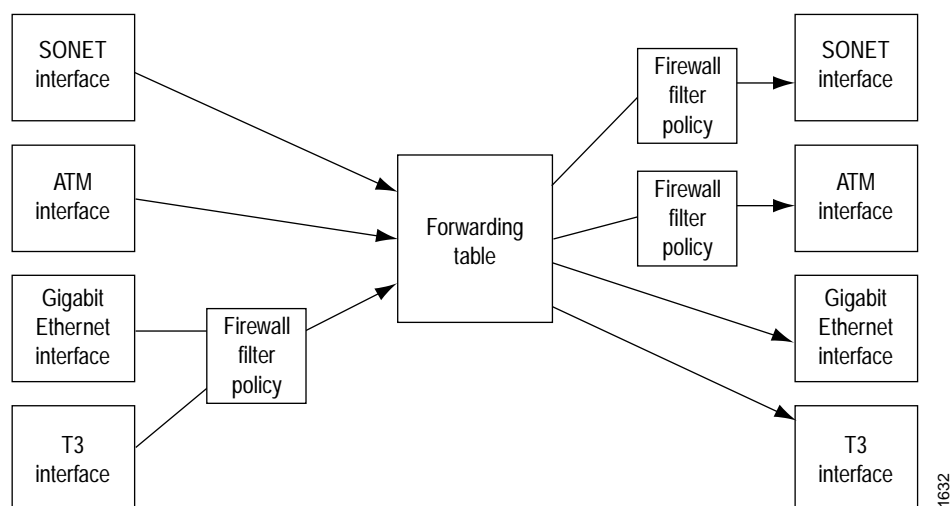 SONET
interface
ATM
interface
Gigabit
Ethernet
interface
T3
interface
Firewall
filter
policy
Forwarding
table
Firewall
filter
policy
Firewall
filter
policy
SONET
interface
ATM
interface
Gigabit
Ethernet
interface
T3
interface
1632